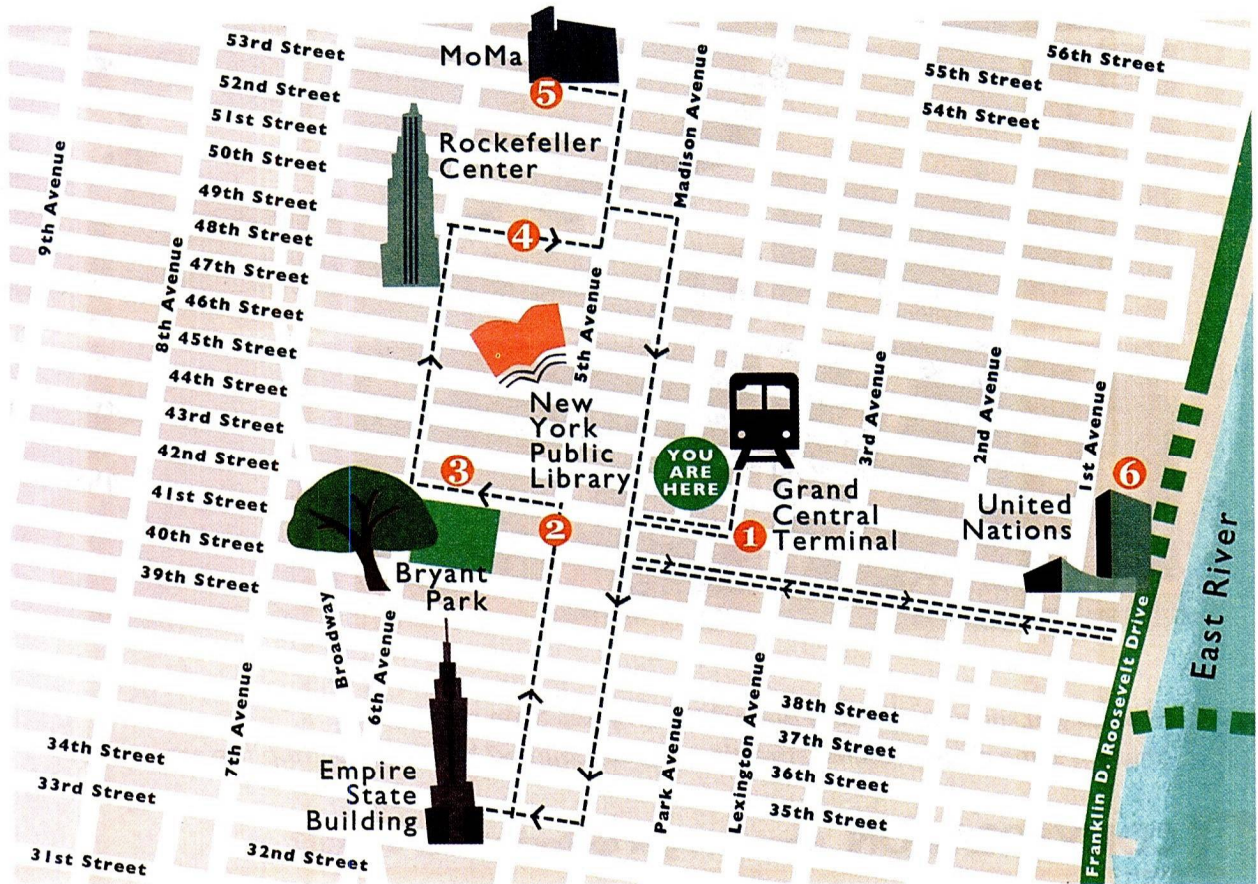 53rd Street
52nd Street
51st Street
50th Street
49th Street
48th Street
47th Street
46th Street
45th Street
44th Street
43rd Street
42nd Street
41st Street
40th Street
39th Street
9th Avenue
8th Avenue
MoMa
5
Rockefeller
Center
4
Madison Avenue
56th Street
55th Street
54th Street
5th Avenue
New
York
Public
Library
YOU
ARE
HERE
3rd Avenue
2nd Avenue
1st Avenue
6
3
2
1
Grand
Central
Terminal
United
Nations
Bryant
Park
Broadway
6th Avenue
7th Avenue
East River
Franklin D. Roosevelt Drive
Empire
State
Building
Park Avenue
Lexington Avenue
38th Street
37th Street
36th Street
35th Street
34th Street
33rd Street
32nd Street
31st Street